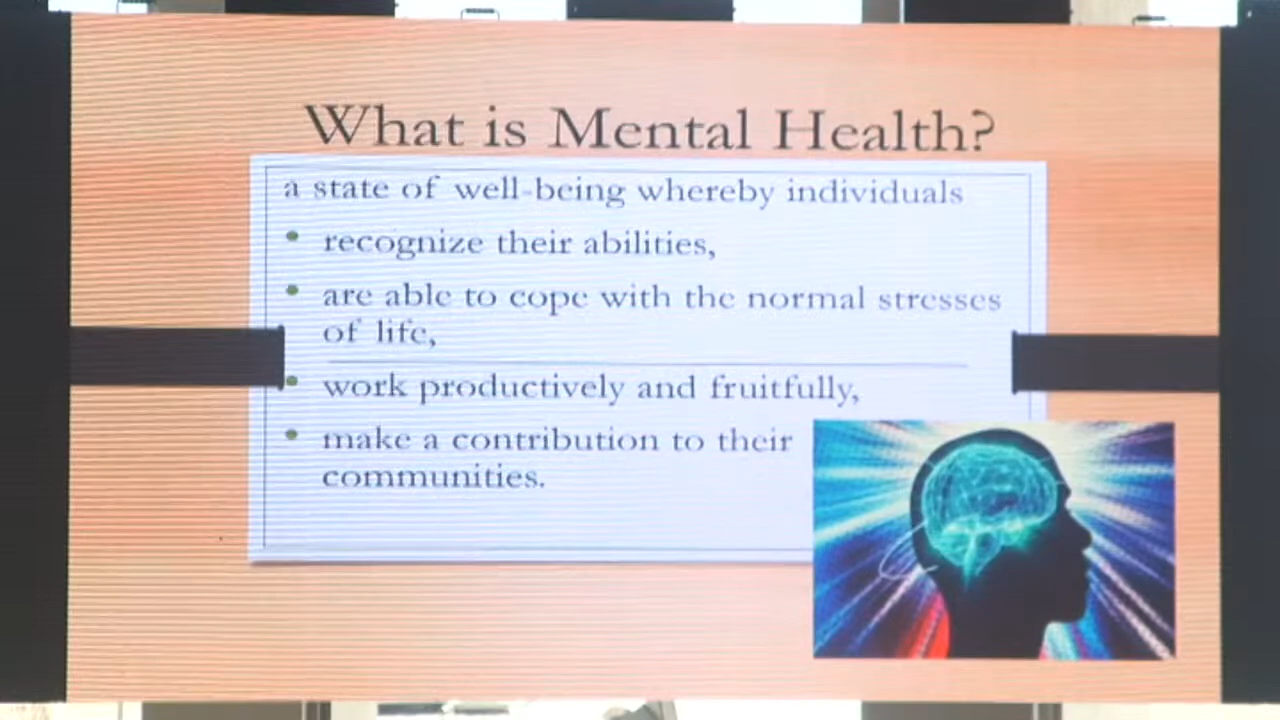 What is Mental Health?
a state of well-being whereby individuals
• recognize their abilities,
• are able to cope with the normal stresses
of life,
• work productively and fruitfully,
• make a contribution to their
communities.